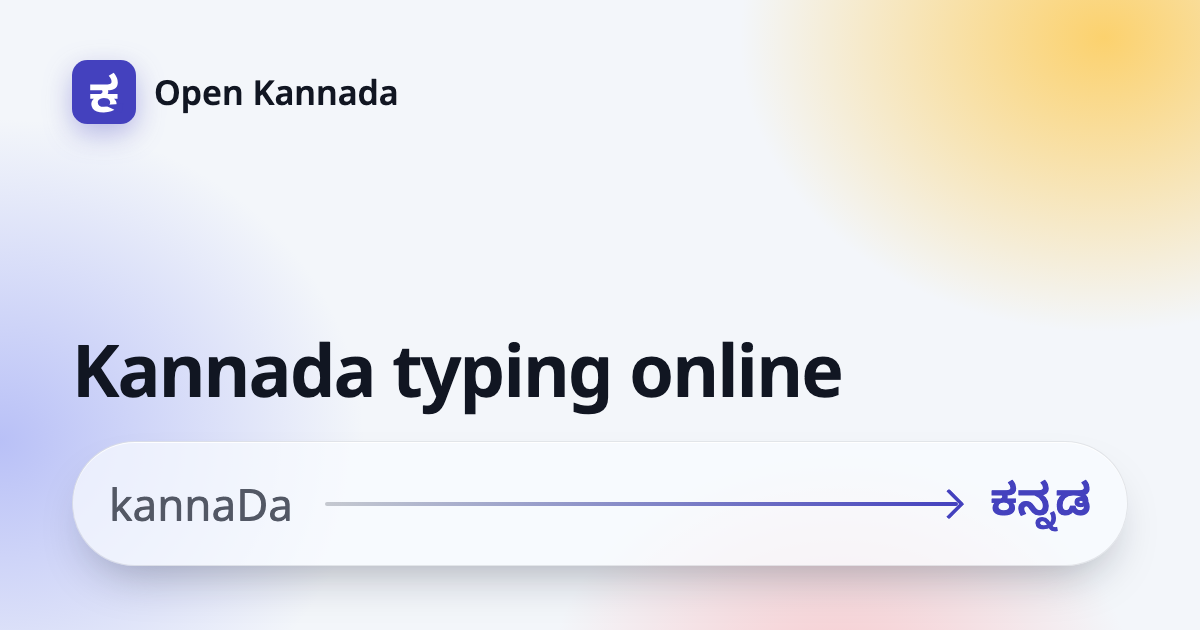 ಕ
Open Kannada
Kannada typing online
kannaDa → ಕನ್ನಡ